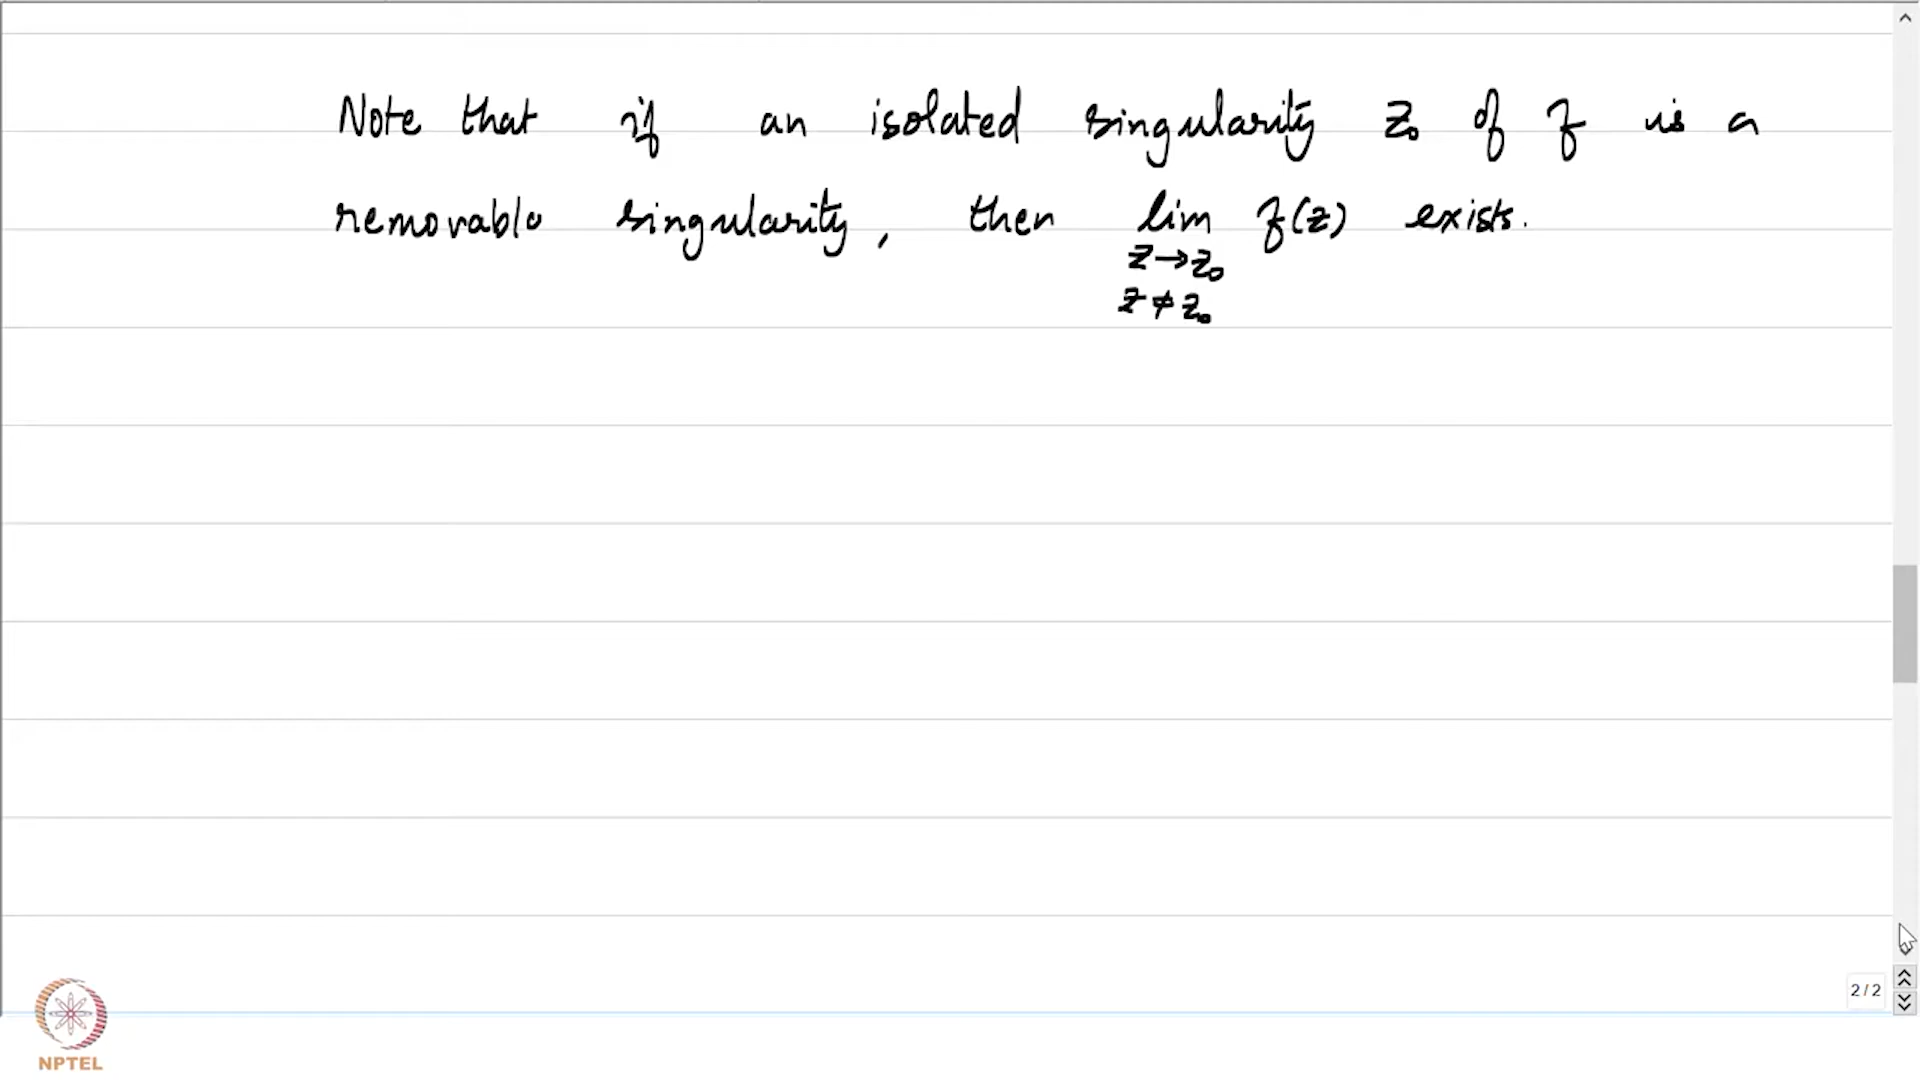 Note that if an isolated singularity z₀ of f is a
removable singularity, then lim f(z) exists.
z→z₀
z≠z₀
2 / 2
NPTEL